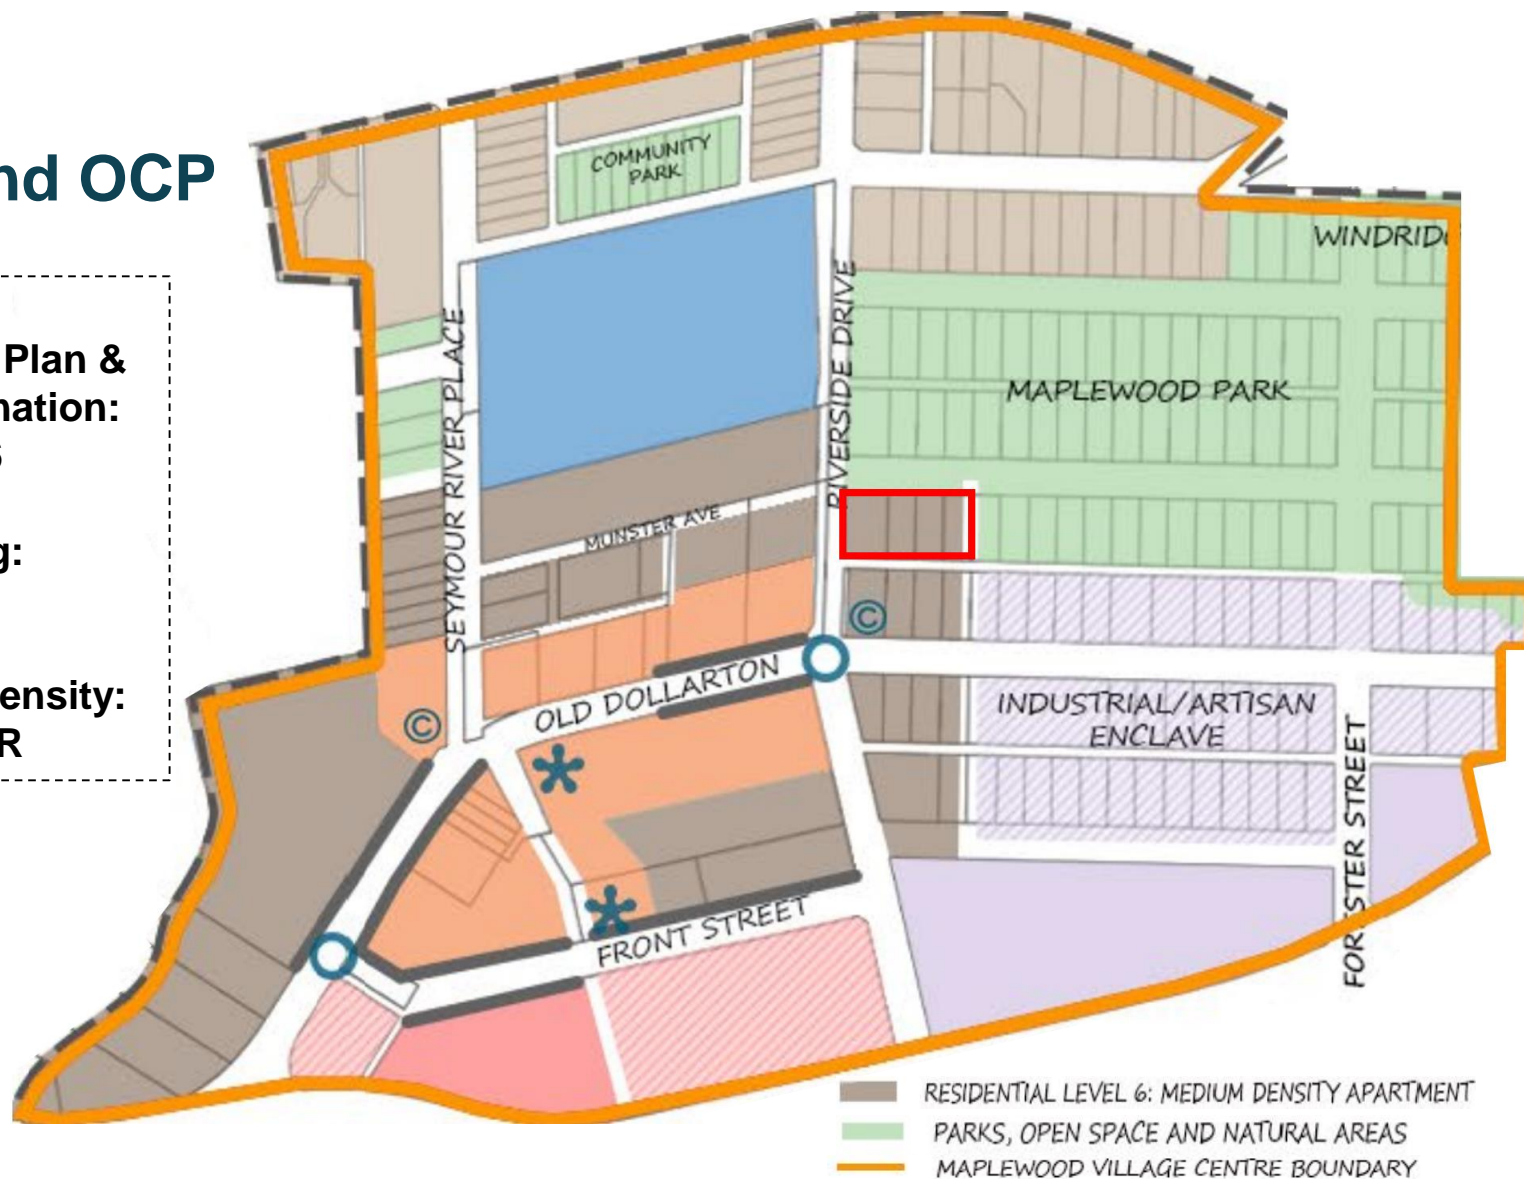 nd OCP
Plan &
nation:
g:
ensity:
R
COMMUNITY
PARK
WINDRID
SEYMOUR RIVER PLACE
RIVERSIDE DRIVE
MAPLEWOOD PARK
MUNSTER AVE
©
OLD DOLLARTON
©
INDUSTRIAL/ARTISAN
ENCLAVE
FORESTER STREET
FRONT STREET
RESIDENTIAL LEVEL 6: MEDIUM DENSITY APARTMENT
PARKS, OPEN SPACE AND NATURAL AREAS
MAPLEWOOD VILLAGE CENTRE BOUNDARY